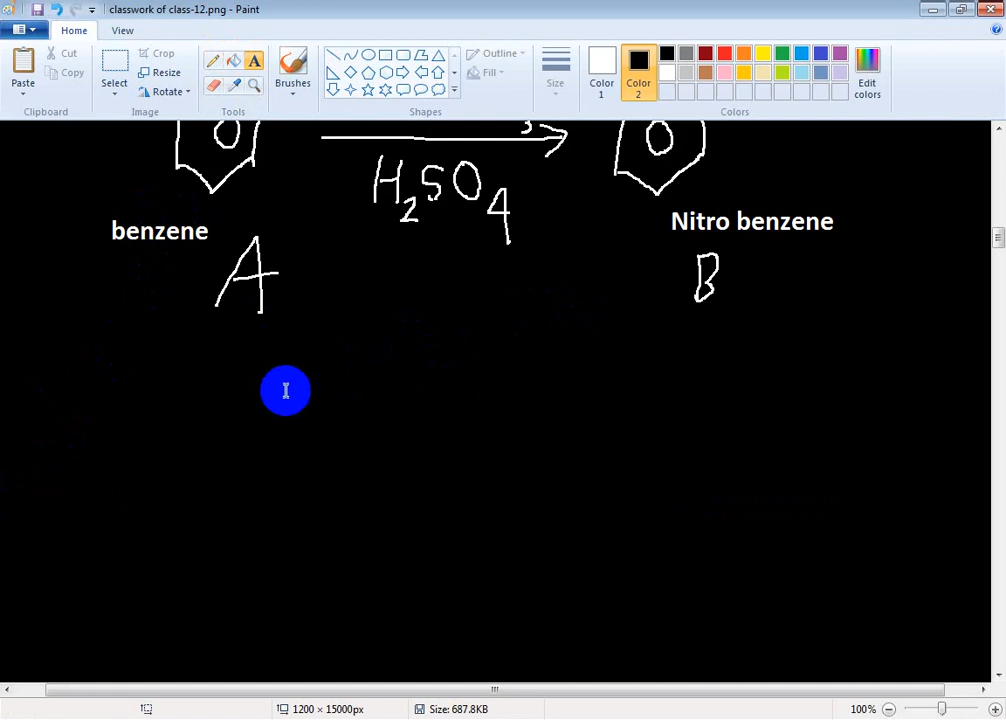 classwork of class-12.png - Paint
Home View
Paste
Cut
Copy
Clipboard
Select
Crop
Resize
Rotate
Image
A
Tools
Brushes
Shapes
Outline
Fill
Size
Color 1
Color 2
Edit colors
Colors
H2SO4
benzene
Nitro benzene
A
B
1200 × 15000px
Size: 687.8KB
100%